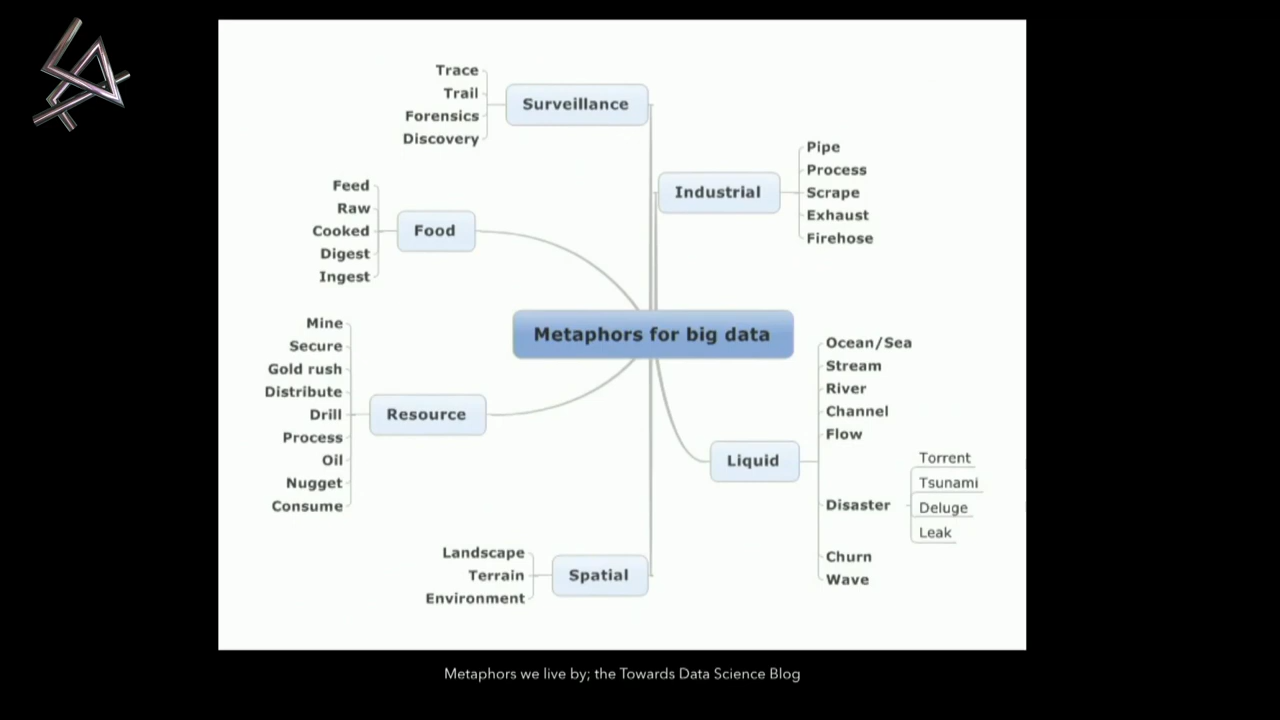 Trace
Trail
Forensics
Discovery
Surveillance
Pipe
Process
Scrape
Exhaust
Firehose
Industrial
Feed
Raw
Cooked
Digest
Ingest
Food
Metaphors for big data
Mine
Secure
Gold rush
Distribute
Drill
Process
Oil
Nugget
Consume
Resource
Ocean/Sea
Stream
River
Channel
Flow
Disaster
Torrent
Tsunami
Deluge
Leak
Churn
Wave
Liquid
Landscape
Terrain
Environment
Spatial
Metaphors we live by; the Towards Data Science Blog